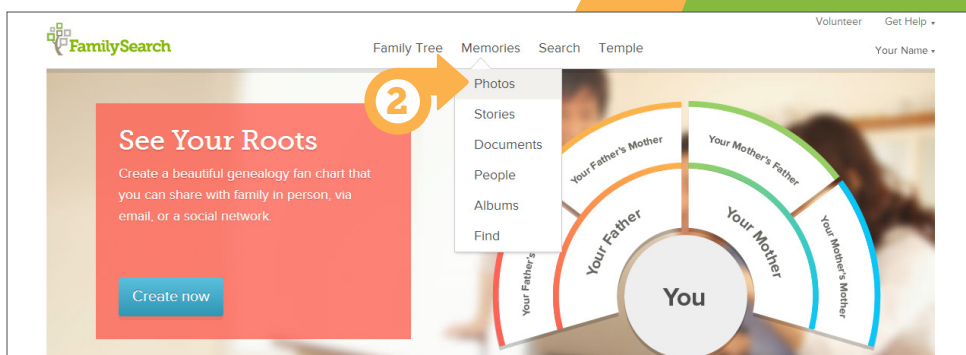 Volunteer Get Help
FamilySearch
Family Tree Memories Search Temple
Your Name
2
Photos
Stories
Documents
People
Albums
Find
See Your Roots
Create a beautiful genealogy fan chart that
you can share with family in person, via
email, or a social network.
Create now
Your Father's
Your Father's Mother
Your Mother's Father
Your Mother's Mother
Your Father
Your Mother
You